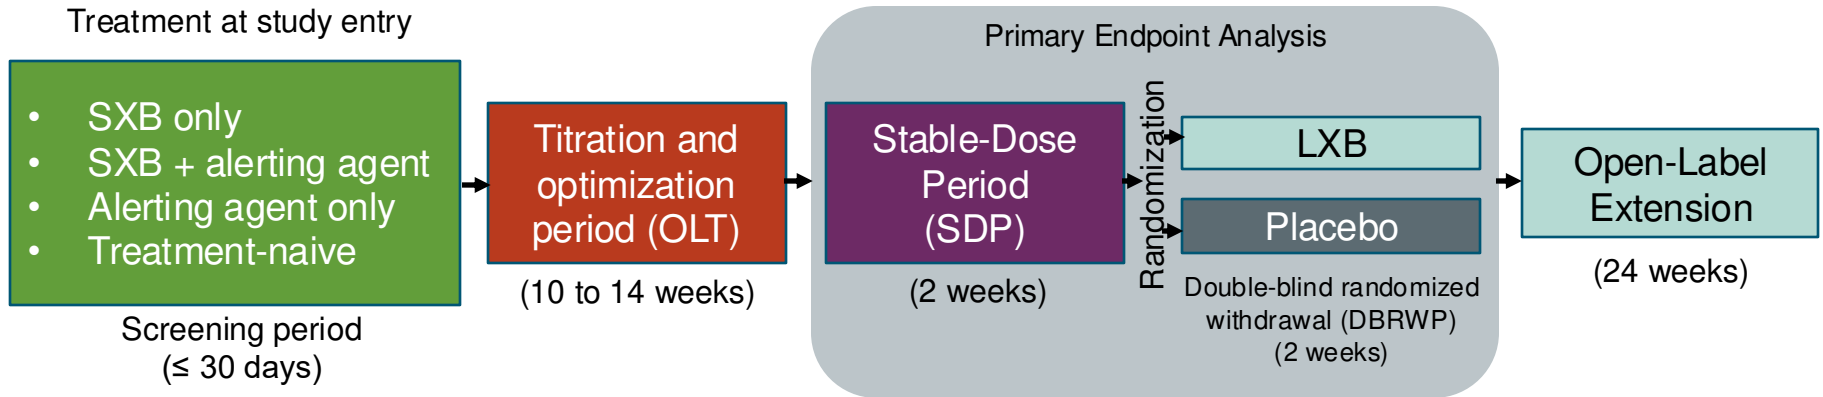 Treatment at study entry
• SXB only
• SXB + alerting agent
• Alerting agent only
• Treatment-naive
Screening period
(≤ 30 days)
Titration and
optimization
period (OLT)
(10 to 14 weeks)
Primary Endpoint Analysis
Stable-Dose
Period
(SDP)
(2 weeks)
Randomization
LXB
Placebo
Double-blind randomized
withdrawal (DBRWP)
(2 weeks)
Open-Label
Extension
(24 weeks)